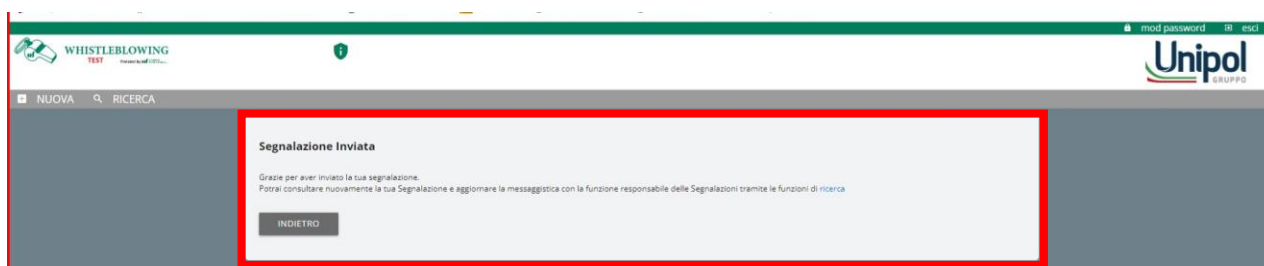 mod password esci
WHISTLEBLOWING
TEST
Unipol
GRUPPO
NUOVA RICERCA
Segnalazione Inviata
Grazie per aver inviato la tua segnalazione.
Potrai consultare nuovamente la tua Segnalazione e aggiornare la messaggistica con la funzione responsabile delle Segnalazioni tramite le funzioni di ricerca
INDIETRO